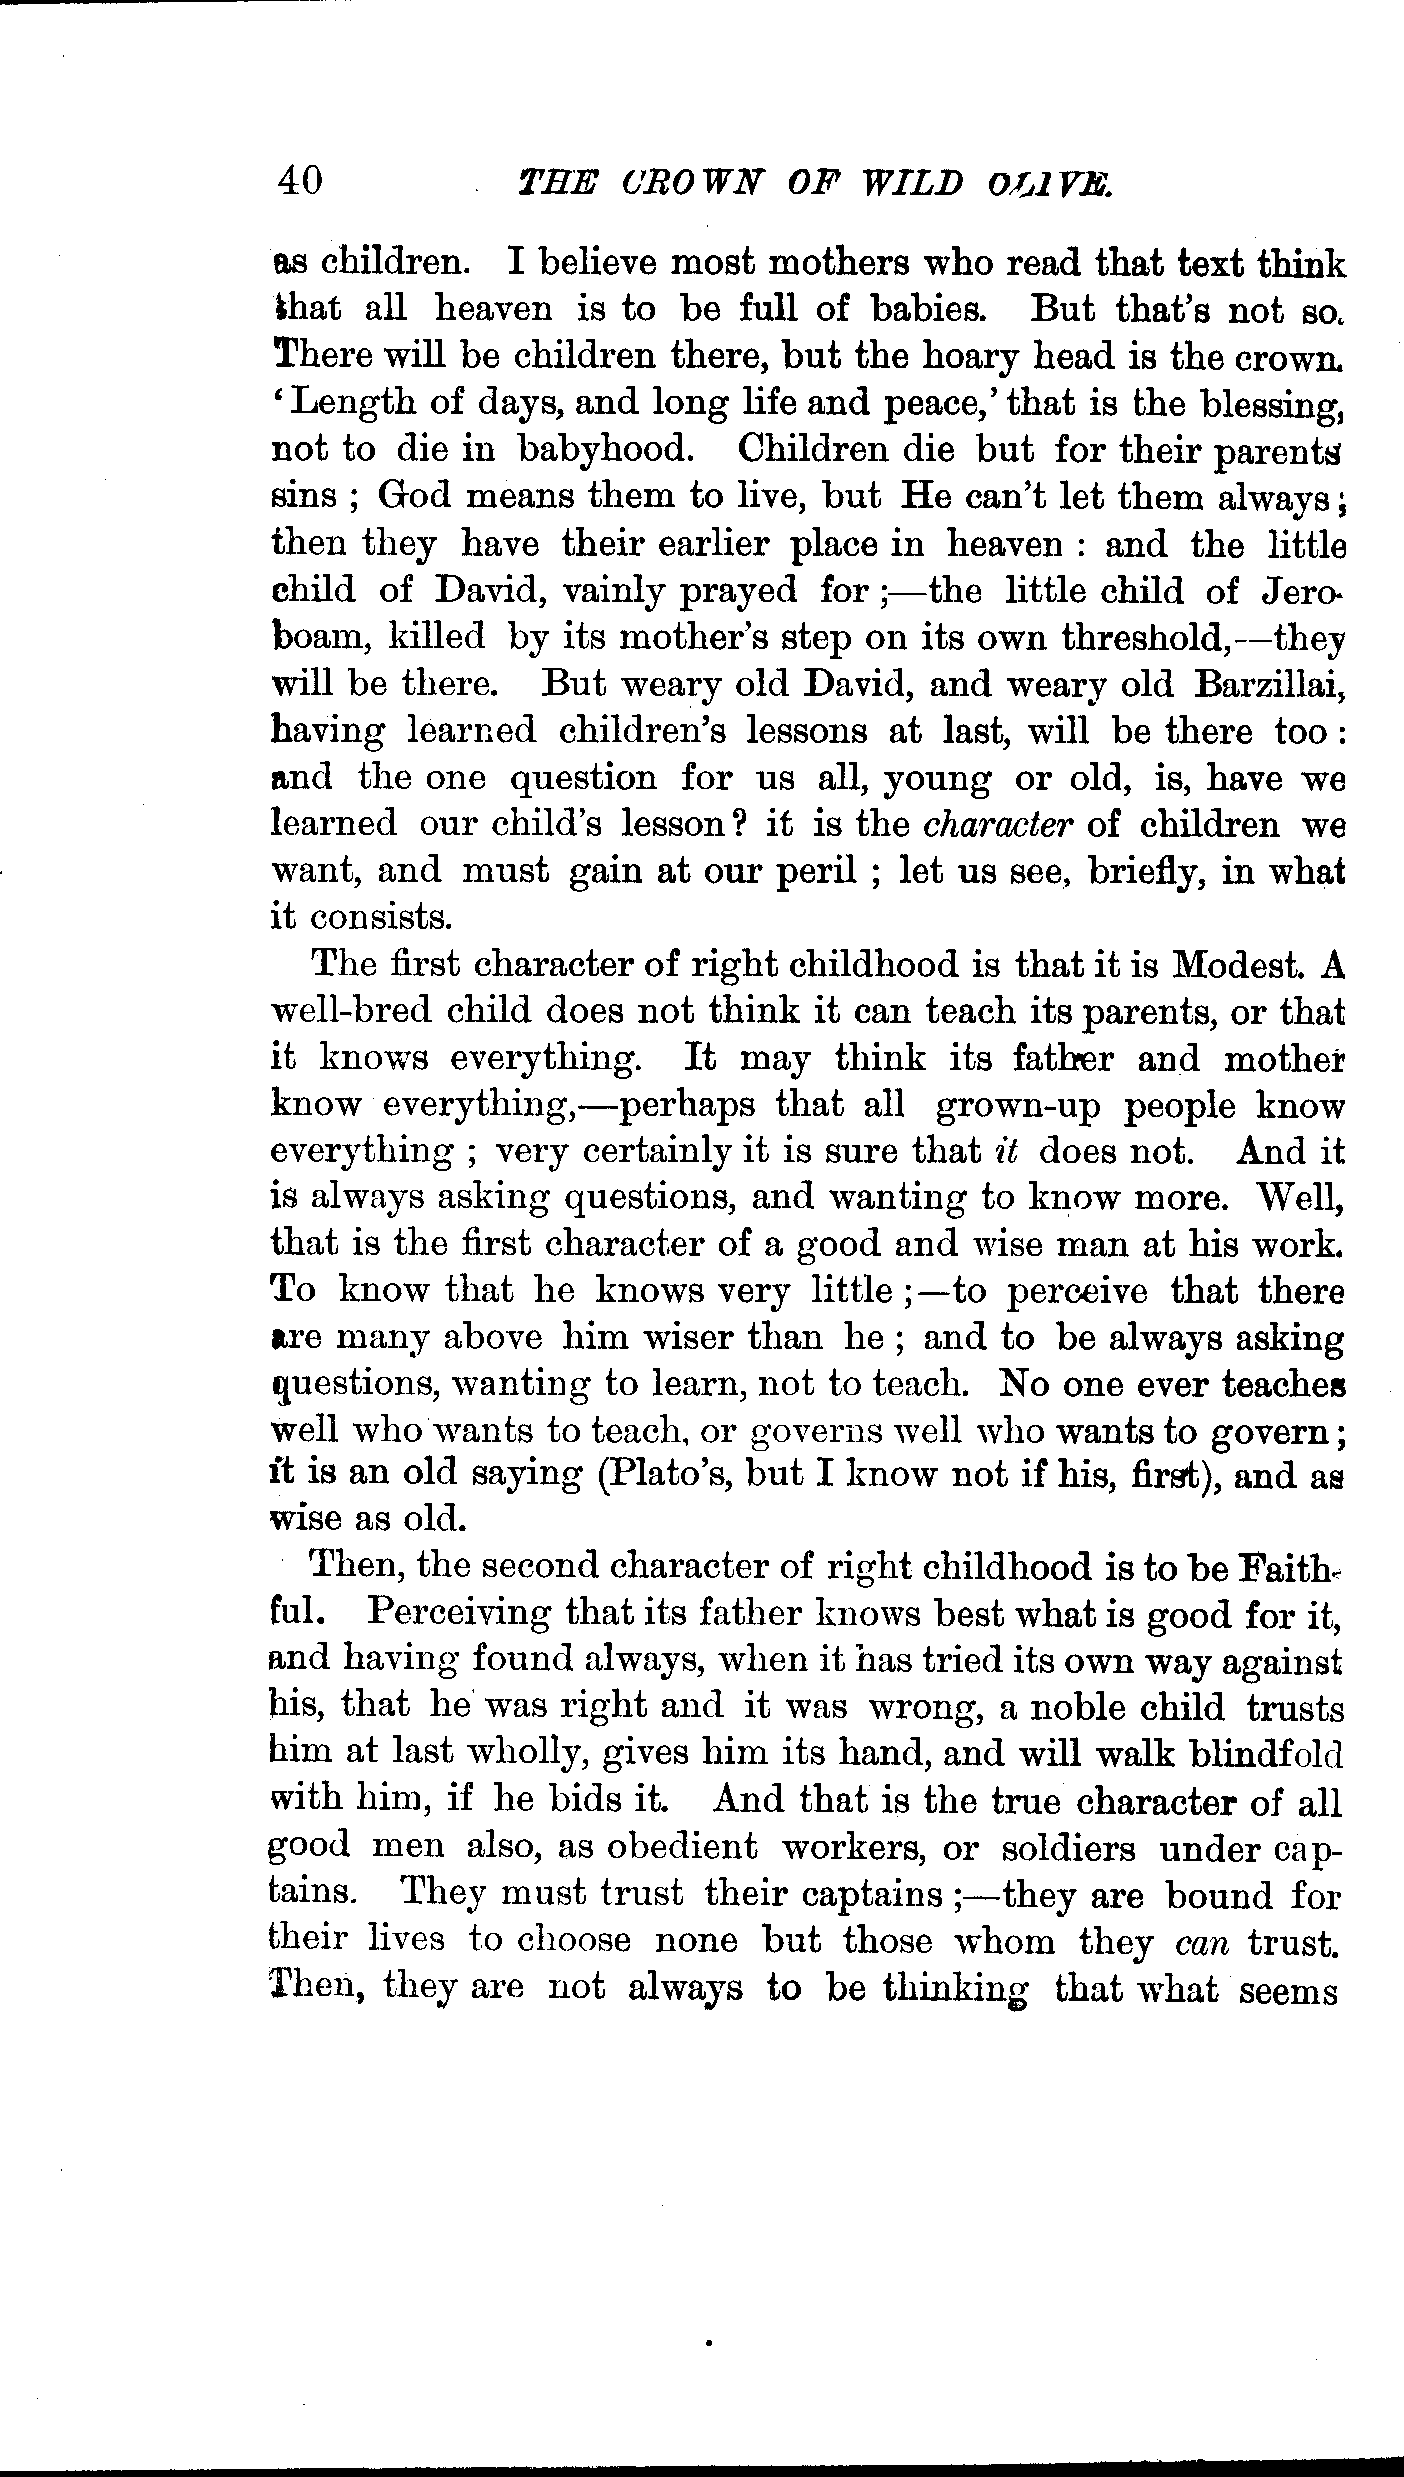 40 THE CROWN OF WILD OLIVE.
as children. I believe most mothers who read that text think
that all heaven is to be full of babies. But that's not so.
There will be children there, but the hoary head is the crown.
‘Length of days, and long life and peace,’ that is the blessing,
not to die in babyhood. Children die but for their parents
sins ; God means them to live, but He can't let them always ;
then they have their earlier place in heaven : and the little
child of David, vainly prayed for ;—the little child of Jero-
boam, killed by its mother's step on its own threshold,—they
will be there. But weary old David, and weary old Barzillai,
having learned children's lessons at last, will be there too :
and the one question for us all, young or old, is, have we
learned our child's lesson? it is the character of children we
want, and must gain at our peril ; let us see, briefly, in what
it consists.
The first character of right childhood is that it is Modest. A
well-bred child does not think it can teach its parents, or that
it knows everything. It may think its father and mother
know everything,—perhaps that all grown-up people know
everything ; very certainly it is sure that it does not. And it
is always asking questions, and wanting to know more. Well,
that is the first character of a good and wise man at his work.
To know that he knows very little ;—to perceive that there
are many above him wiser than he ; and to be always asking
questions, wanting to learn, not to teach. No one ever teaches
well who wants to teach, or governs well who wants to govern ;
it is an old saying (Plato's, but I know not if his, first), and as
wise as old.
Then, the second character of right childhood is to be Faith-
ful. Perceiving that its father knows best what is good for it,
and having found always, when it has tried its own way against
his, that he was right and it was wrong, a noble child trusts
him at last wholly, gives him its hand, and will walk blindfold
with him, if he bids it. And that is the true character of all
good men also, as obedient workers, or soldiers under cap-
tains. They must trust their captains ;—they are bound for
their lives to choose none but those whom they can trust.
Then, they are not always to be thinking that what seems